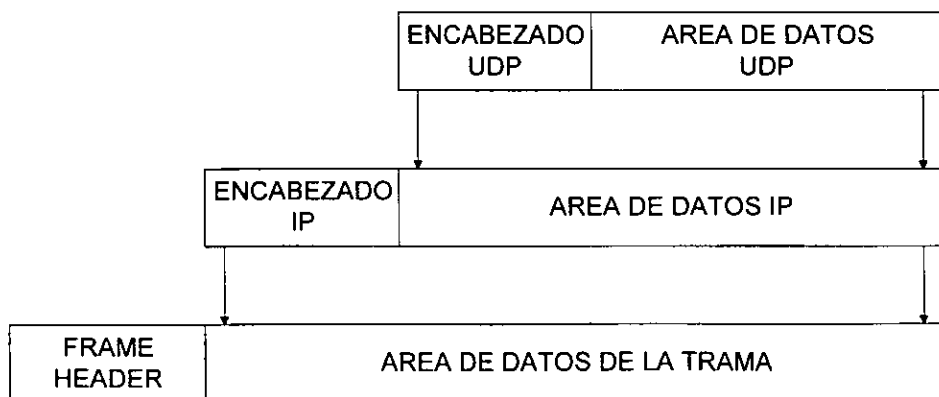 ENCABEZADO
UDP
AREA DE DATOS
UDP
ENCABEZADO
IP
AREA DE DATOS IP
FRAME
HEADER
AREA DE DATOS DE LA TRAMA